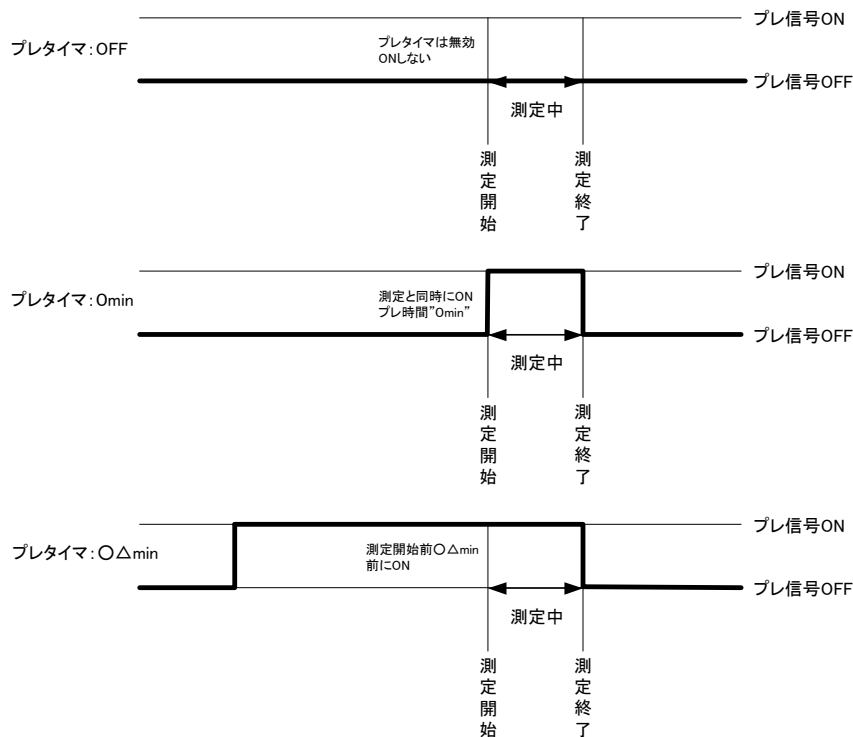 プレ信号ON
プレタイマ：OFF
プレタイマは無効
ONしない
プレ信号OFF
測定中
測定開始
測定終了
プレ信号ON
プレタイマ：0min
測定と同時にON
プレ時間”0min”
プレ信号OFF
測定中
測定開始
測定終了
プレ信号ON
プレタイマ：〇△min
測定開始前〇△min
前にON
プレ信号OFF
測定中
測定開始
測定終了